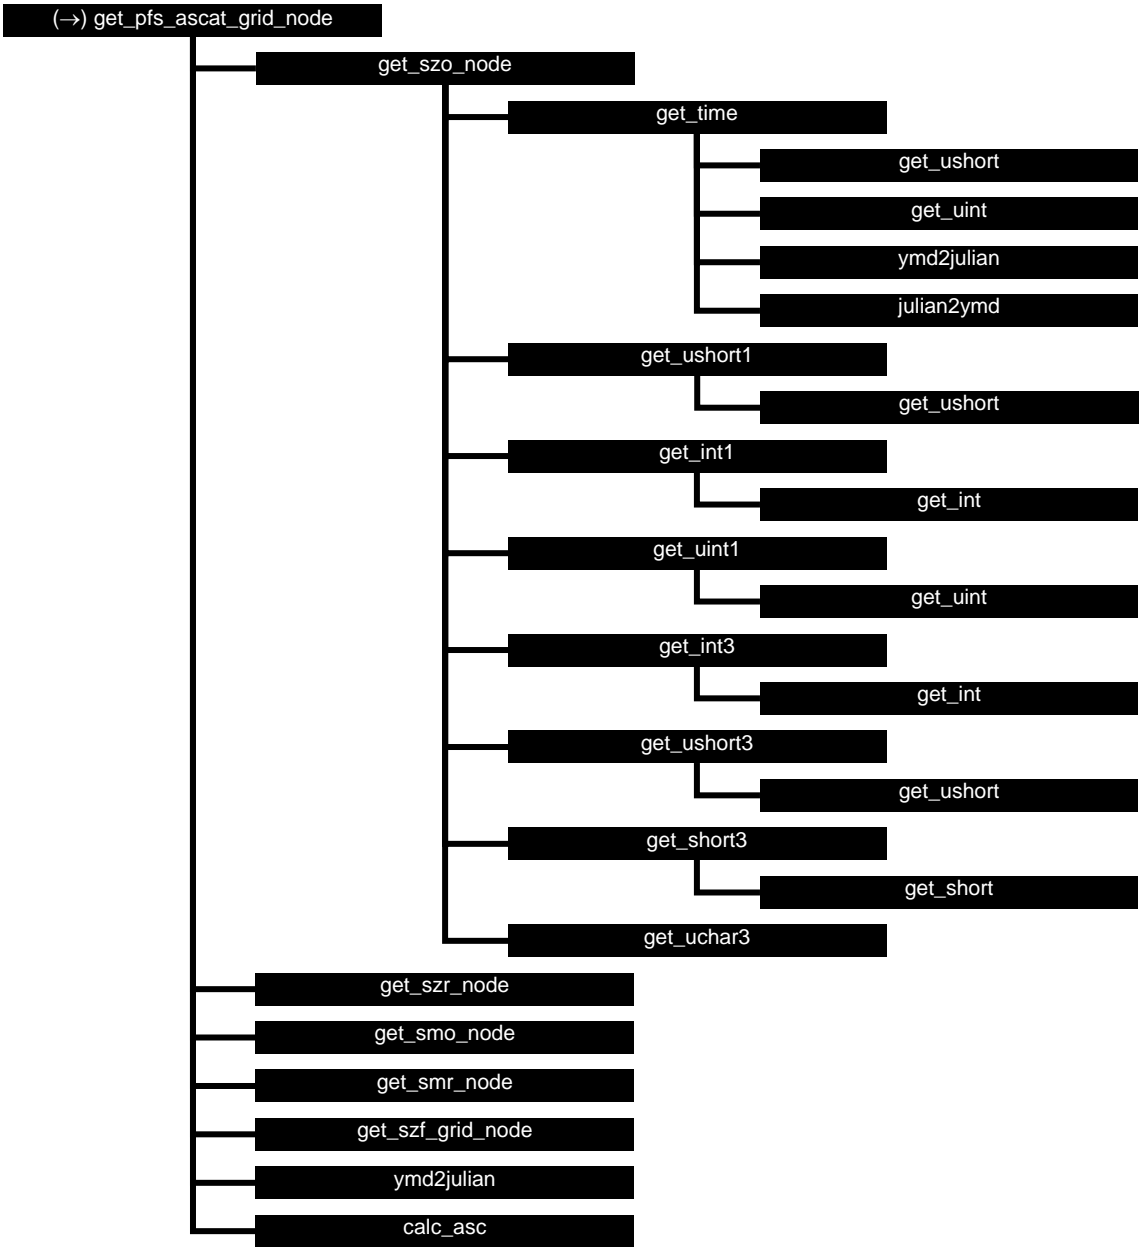 (→) get_pfs_ascat_grid_node
get_szo_node
get_time
get_ushort
get_uint
ymd2julian
julian2ymd
get_ushort1
get_ushort
get_int1
get_int
get_uint1
get_uint
get_int3
get_int
get_ushort3
get_ushort
get_short3
get_short
get_uchar3
get_szr_node
get_smo_node
get_smr_node
get_szf_grid_node
ymd2julian
calc_asc